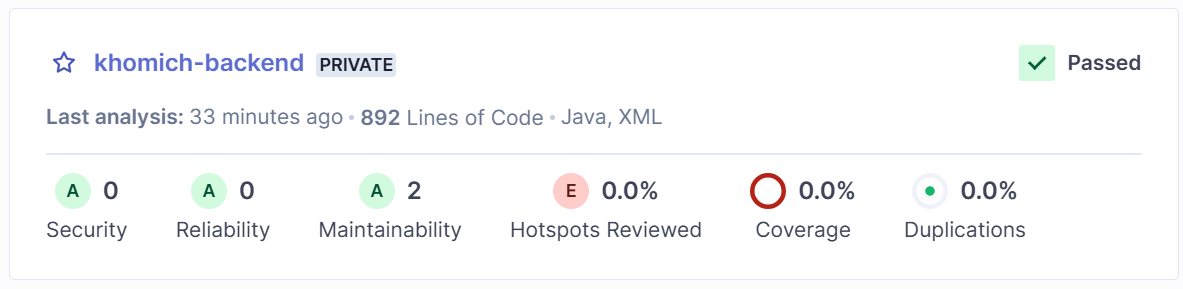 khomich-backend PRIVATE
Passed
Last analysis: 33 minutes ago • 892 Lines of Code • Java, XML
A 0 A 0 A 2 E 0.0% 0.0% 0.0%
Security Reliability Maintainability Hotspots Reviewed Coverage Duplications